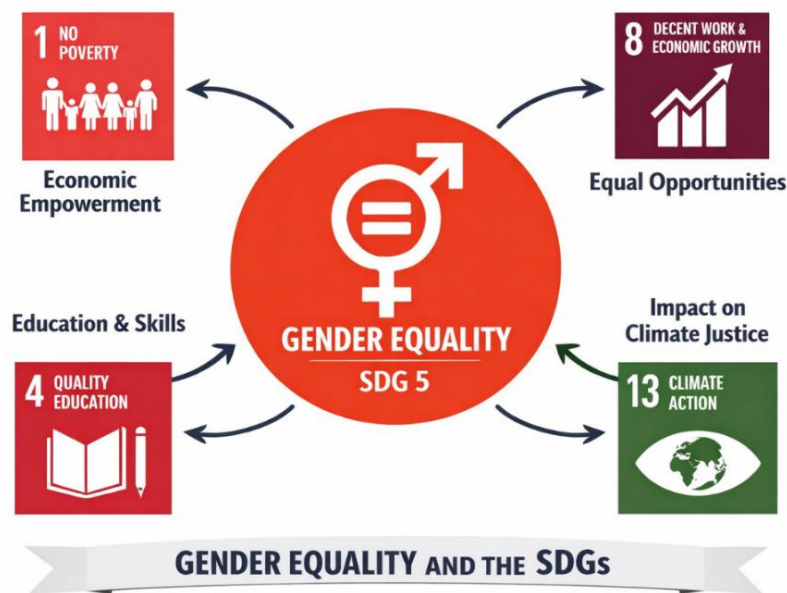 1 NO
POVERTY
8 DECENT WORK &
ECONOMIC GROWTH
Economic
Empowerment
Equal Opportunities
GENDER EQUALITY
SDG 5
Education & Skills
4 QUALITY
EDUCATION
Impact on
Climate Justice
13 CLIMATE
ACTION
GENDER EQUALITY AND THE SDGs